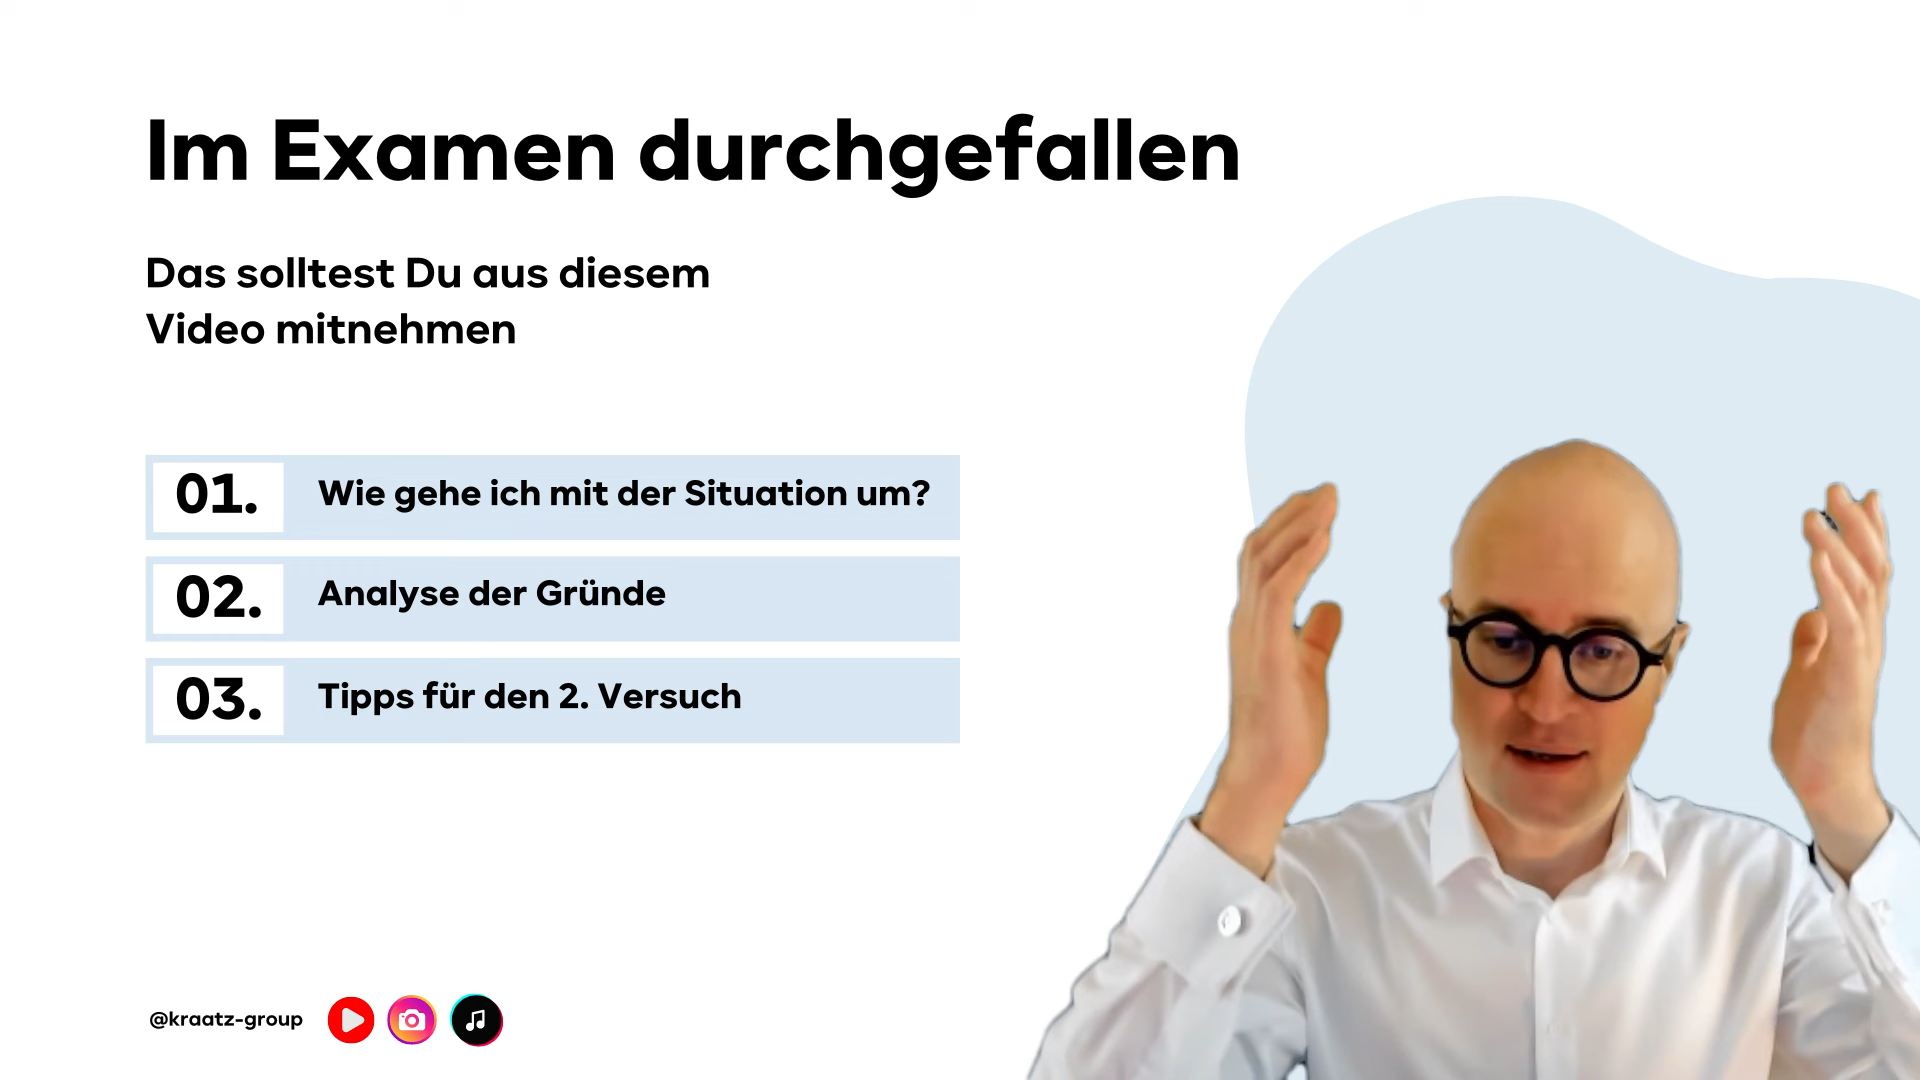 Im Examen durchgefallen
Das solltest Du aus diesem
Video mitnehmen
01. Wie gehe ich mit der Situation um?
02. Analyse der Gründe
03. Tipps für den 2. Versuch
@kraatz-group